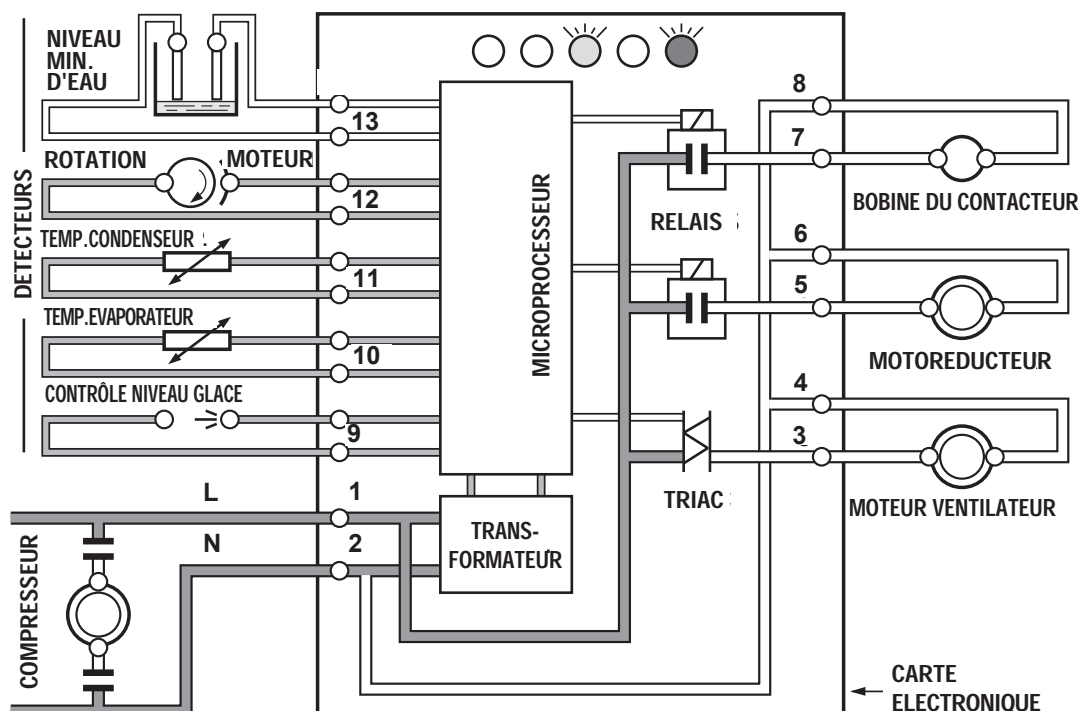 NIVEAU
MIN.
D'EAU
13
ROTATION
MOTEUR
12
TEMP.CONDENSEUR
11
TEMP.EVAPORATEUR
10
CONTRÔLE NIVEAU GLACE
9
DETECTEURS
L
1
N
2
COMPRESSEUR
MICROPROCESSEUR
TRANS-
FORMATEUR
RELAIS
TRIAC
8
7
BOBINE DU CONTACTEUR
6
5
MOTOREDUCTEUR
4
3
MOTEUR VENTILATEUR
CARTE
ELECTRONIQUE